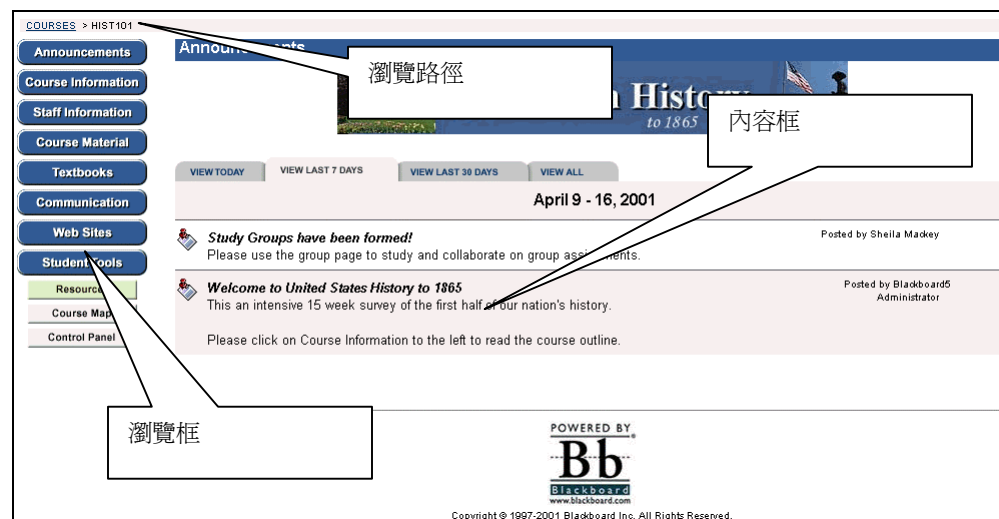 COURSES > HIST101
瀏覽路徑
內容框
瀏覽框
Announcements
Course Information
Staff Information
Course Material
Textbooks
Communication
Web Sites
Student Tools
Resources
Course Map
Control Panel
Announcements
History
to 1865
VIEW TODAY
VIEW LAST 7 DAYS
VIEW LAST 30 DAYS
VIEW ALL
April 9 - 16, 2001
Study Groups have been formed!
Posted by Sheila Mackey
Please use the group page to study and collaborate on group assignments.
Welcome to United States History to 1865
Posted by Blackboard5
Administrator
This an intensive 15 week survey of the first half of our nation's history.
Please click on Course Information to the left to read the course outline.
POWERED BY
Bb
Blackboard
www.blackboard.com
Copyright © 1997-2001 Blackboard Inc. All Rights Reserved.